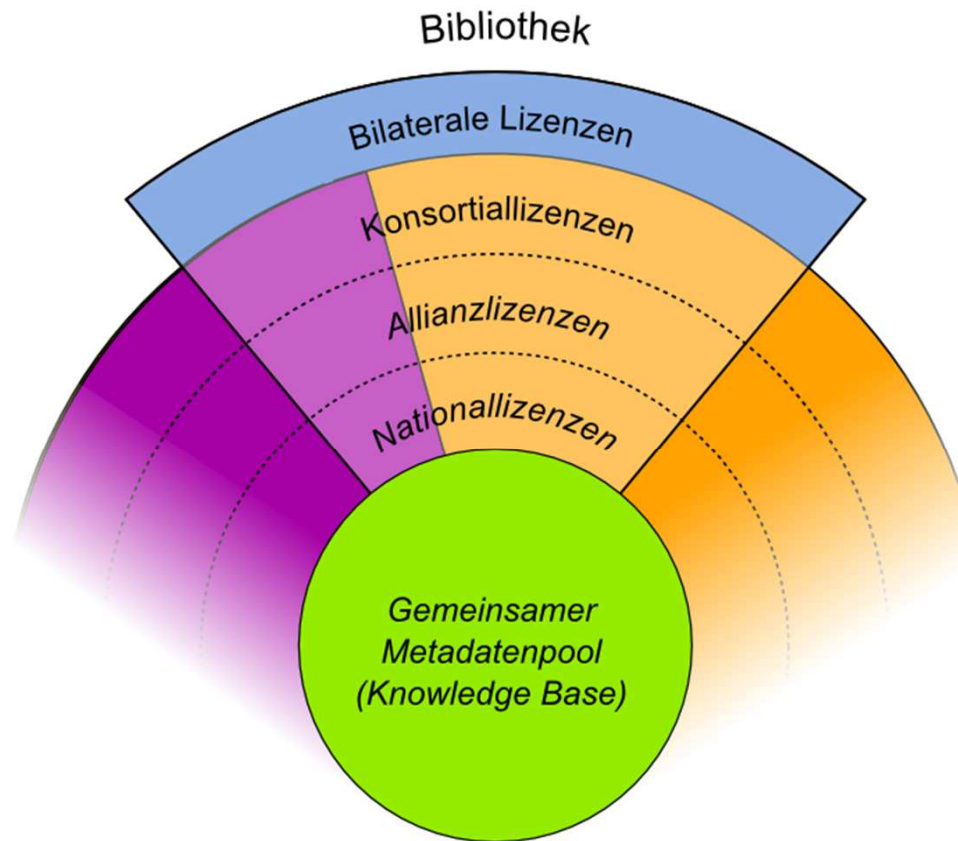 Bibliothek
Bilaterale Lizenzen
Konsortiallizenzen
Allianzlizenzen
Nationallizenzen
Gemeinsamer
Metadatenpool
(Knowledge Base)